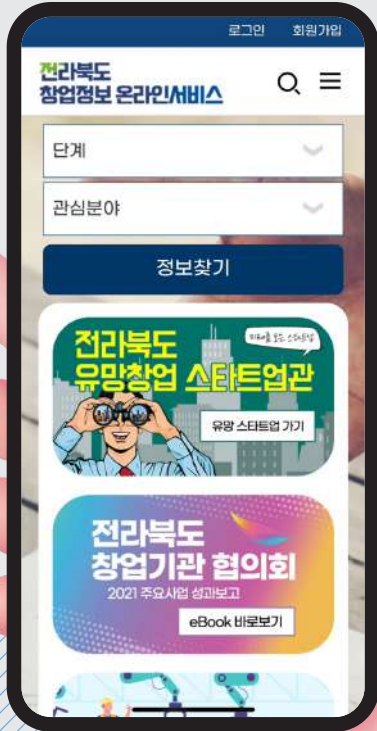 로그인 회원가입
전라북도
창업정보 온라인서비스
단계
관심분야
정보찾기
전라북도
유망창업 스타트업관
유망 스타트업 가기
전라북도
창업기관 협의회
2021 주요사업 성과보고
eBook 바로보기